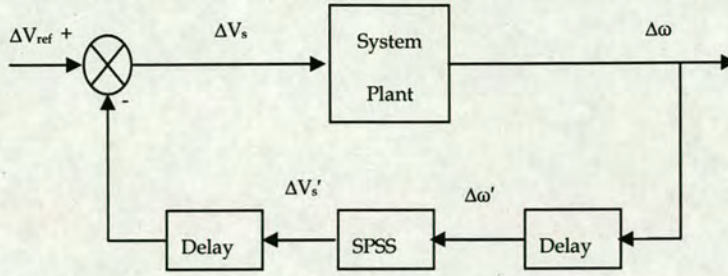 ΔVref + ΔVs System Δω
Plant
-
ΔVs′ Δω′
Delay SPSS Delay